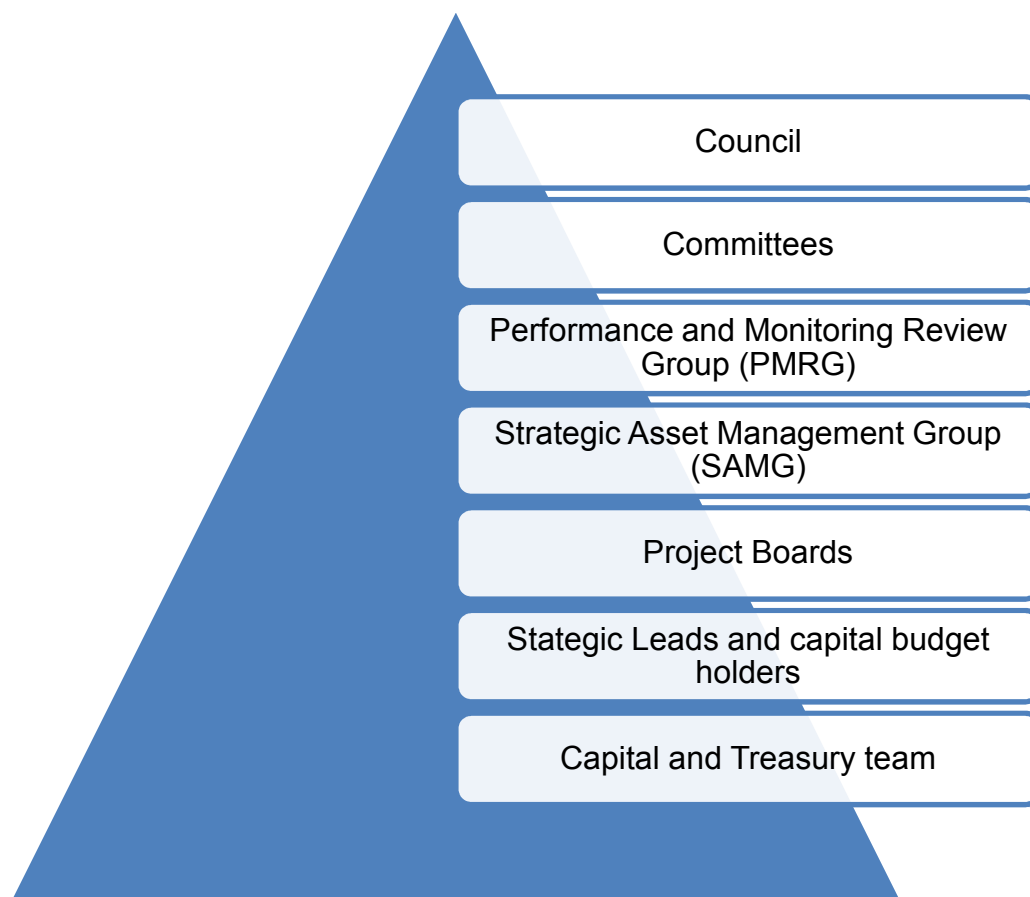 Council
Committees
Performance and Monitoring Review
Group (PMRG)
Strategic Asset Management Group
(SAMG)
Project Boards
Stategic Leads and capital budget
holders
Capital and Treasury team